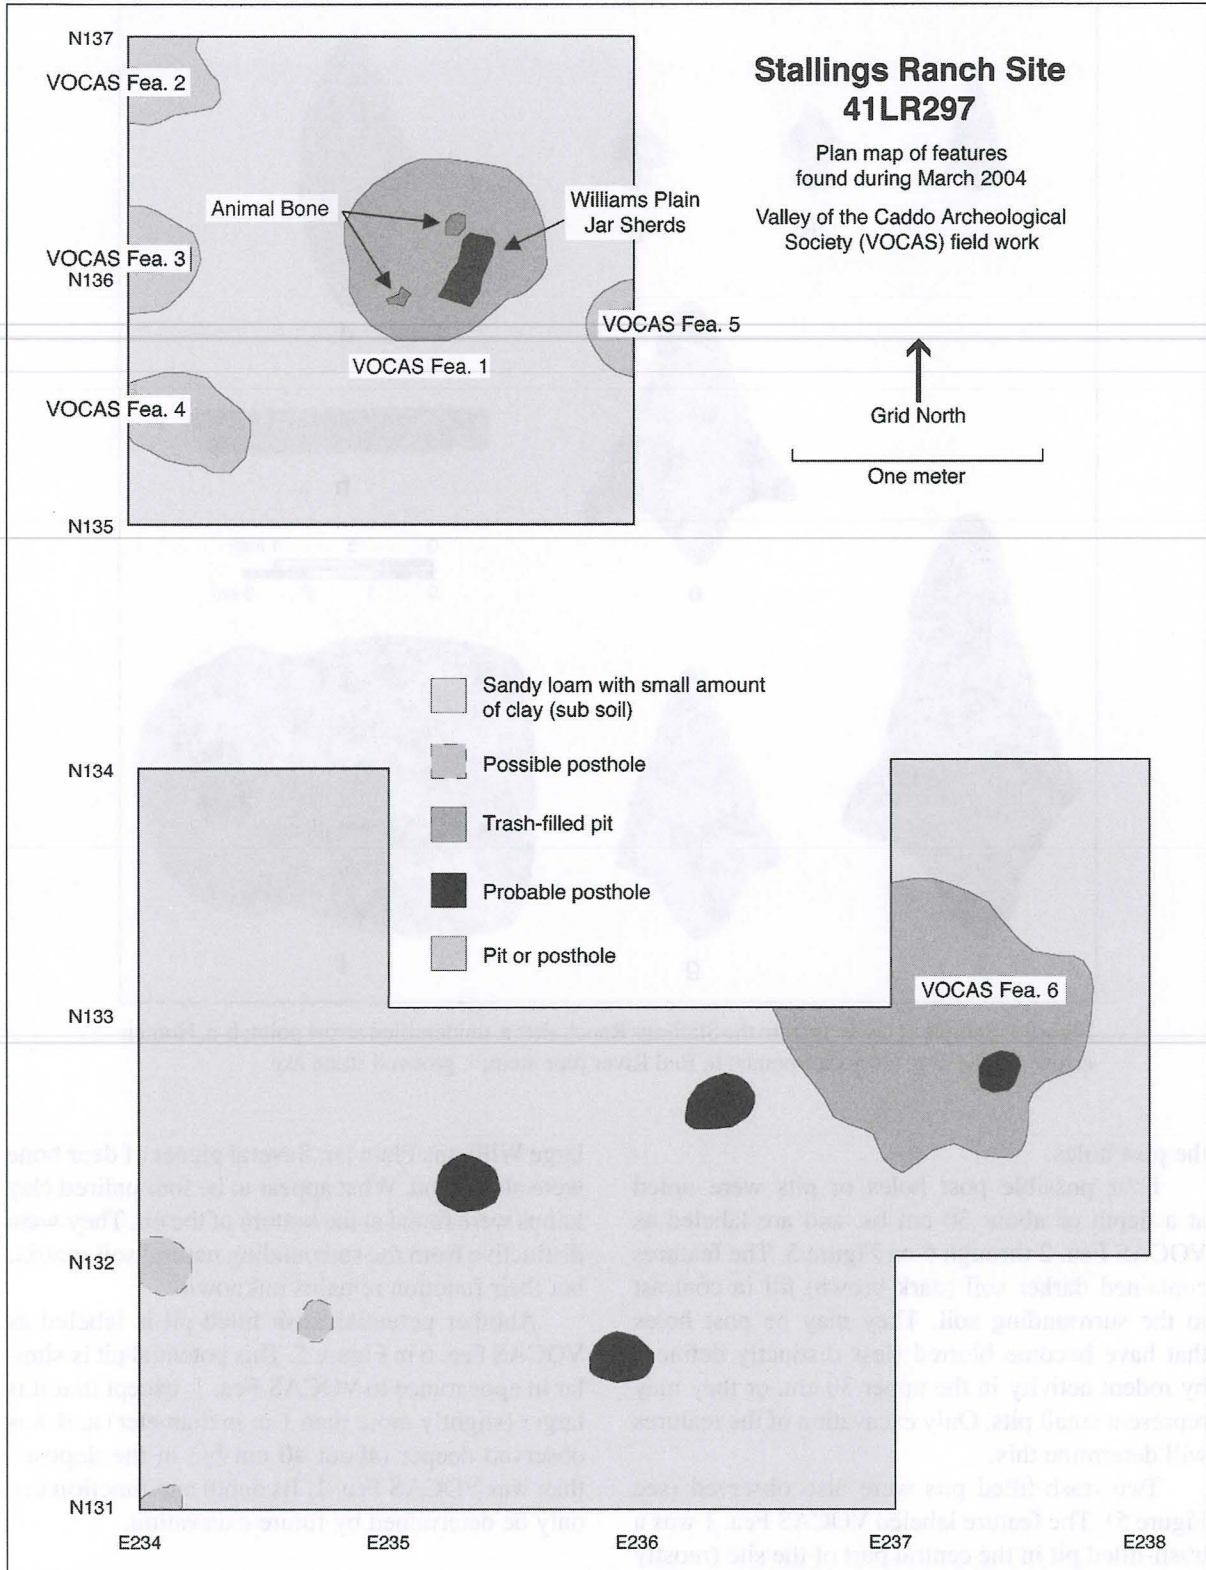 N137
VOCAS Fea. 2
Stallings Ranch Site
41LR297
Plan map of features
found during March 2004
Valley of the Caddo Archeological
Society (VOCAS) field work
Animal Bone
Williams Plain
Jar Sherds
VOCAS Fea. 3
N136
VOCAS Fea. 5
VOCAS Fea. 1
VOCAS Fea. 4
Grid North
One meter
N135
Sandy loam with small amount
of clay (sub soil)
N134
Possible posthole
Trash-filled pit
Probable posthole
Pit or posthole
VOCAS Fea. 6
N133
N132
N131
E234
E235
E236
E237
E238